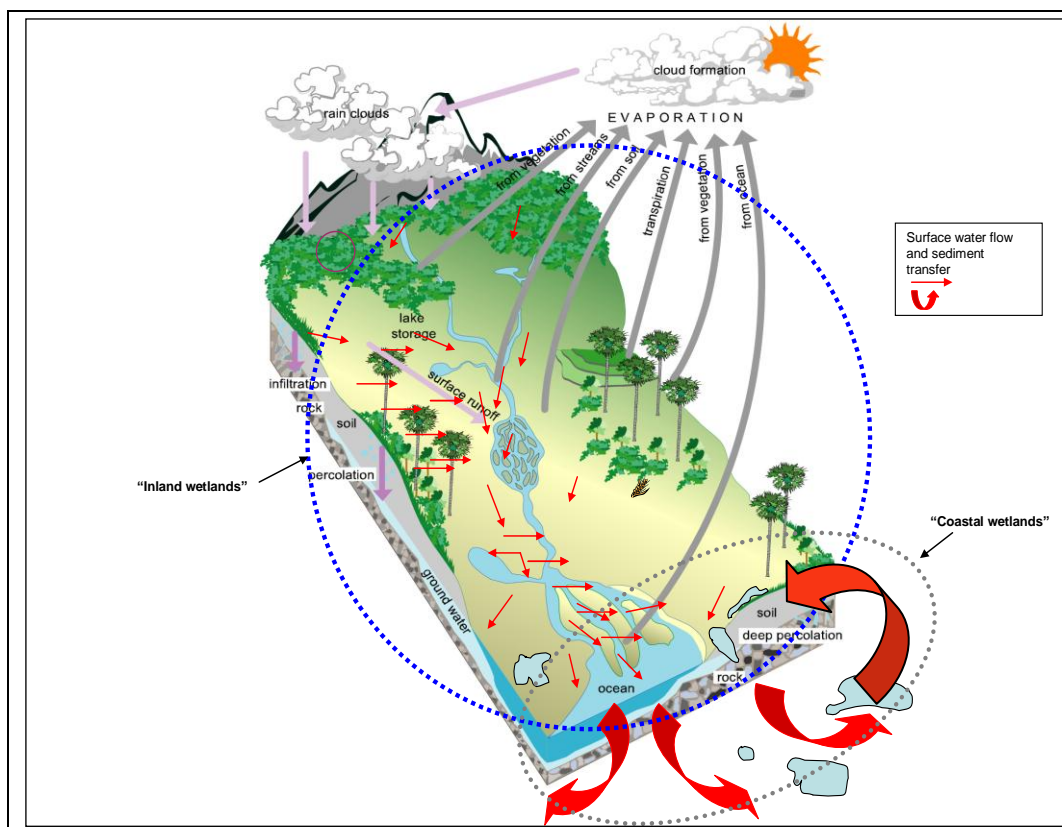 cloud formation
rain clouds
EVAPORATION
from vegetation
from streams
from soil
transpiration
from vegetation
from ocean
Surface water flow
and sediment
transfer
lake
storage
surface runoff
infiltration
rock
soil
percolation
"Inland wetlands"
"Coastal wetlands"
ground water
soil
deep percolation
rock
ocean